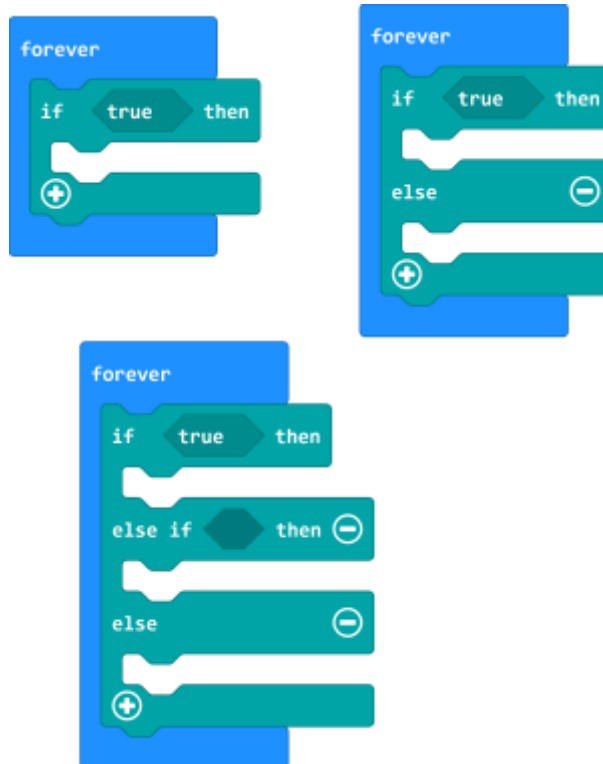 forever
if true then
forever
if true then
else
forever
if true then
else if then
else